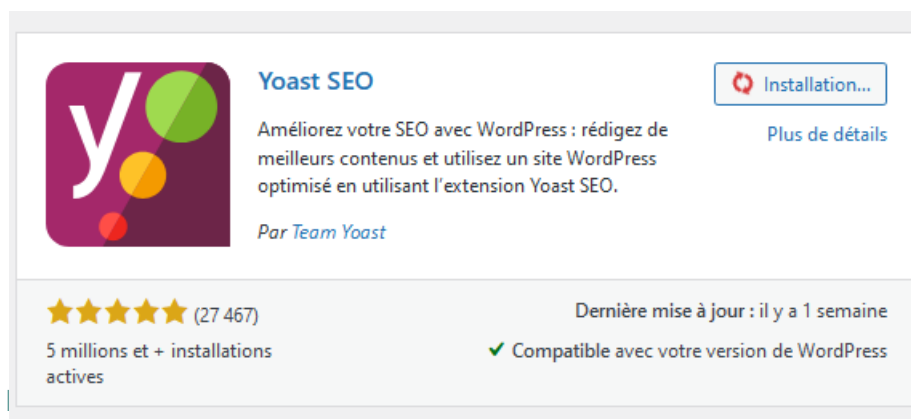 y
Yoast SEO
Installation...
Améliorez votre SEO avec WordPress : rédigez de
meilleurs contenus et utilisez un site WordPress
optimisé en utilisant l'extension Yoast SEO.
Plus de détails
Par Team Yoast
(27 467)
5 millions et + installations
actives
Dernière mise à jour : il y a 1 semaine
Compatible avec votre version de WordPress